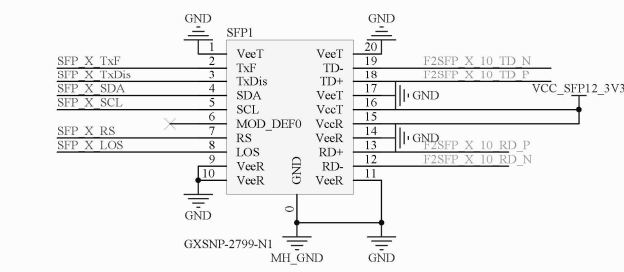 GND GND
SFP1
1 VeeT VeeT 20
SFP_X_TxF 2 TxF TD- 19 F2SFP_X_10_TD_N
SFP_X_TxDis 3 TxDis TD+ 18 F2SFP_X_10_TD_P
SFP_X_SDA 4 SDA VeeT 17 GND VCC_SFP12_3V3
SFP_X_SCL 5 SCL VccT 16
6 MOD_DEF0 VccR 15
SFP_X_RS 7 RS VeeR 14 GND
SFP_X_LOS 8 LOS RD+ 13 F2SFP_X_10_RD_P
9 VeeR RD- 12 F2SFP_X_10_RD_N
10 VeeR GND VeeR 11
GND 0
GXSNP-2799-N1
MH_GND GND